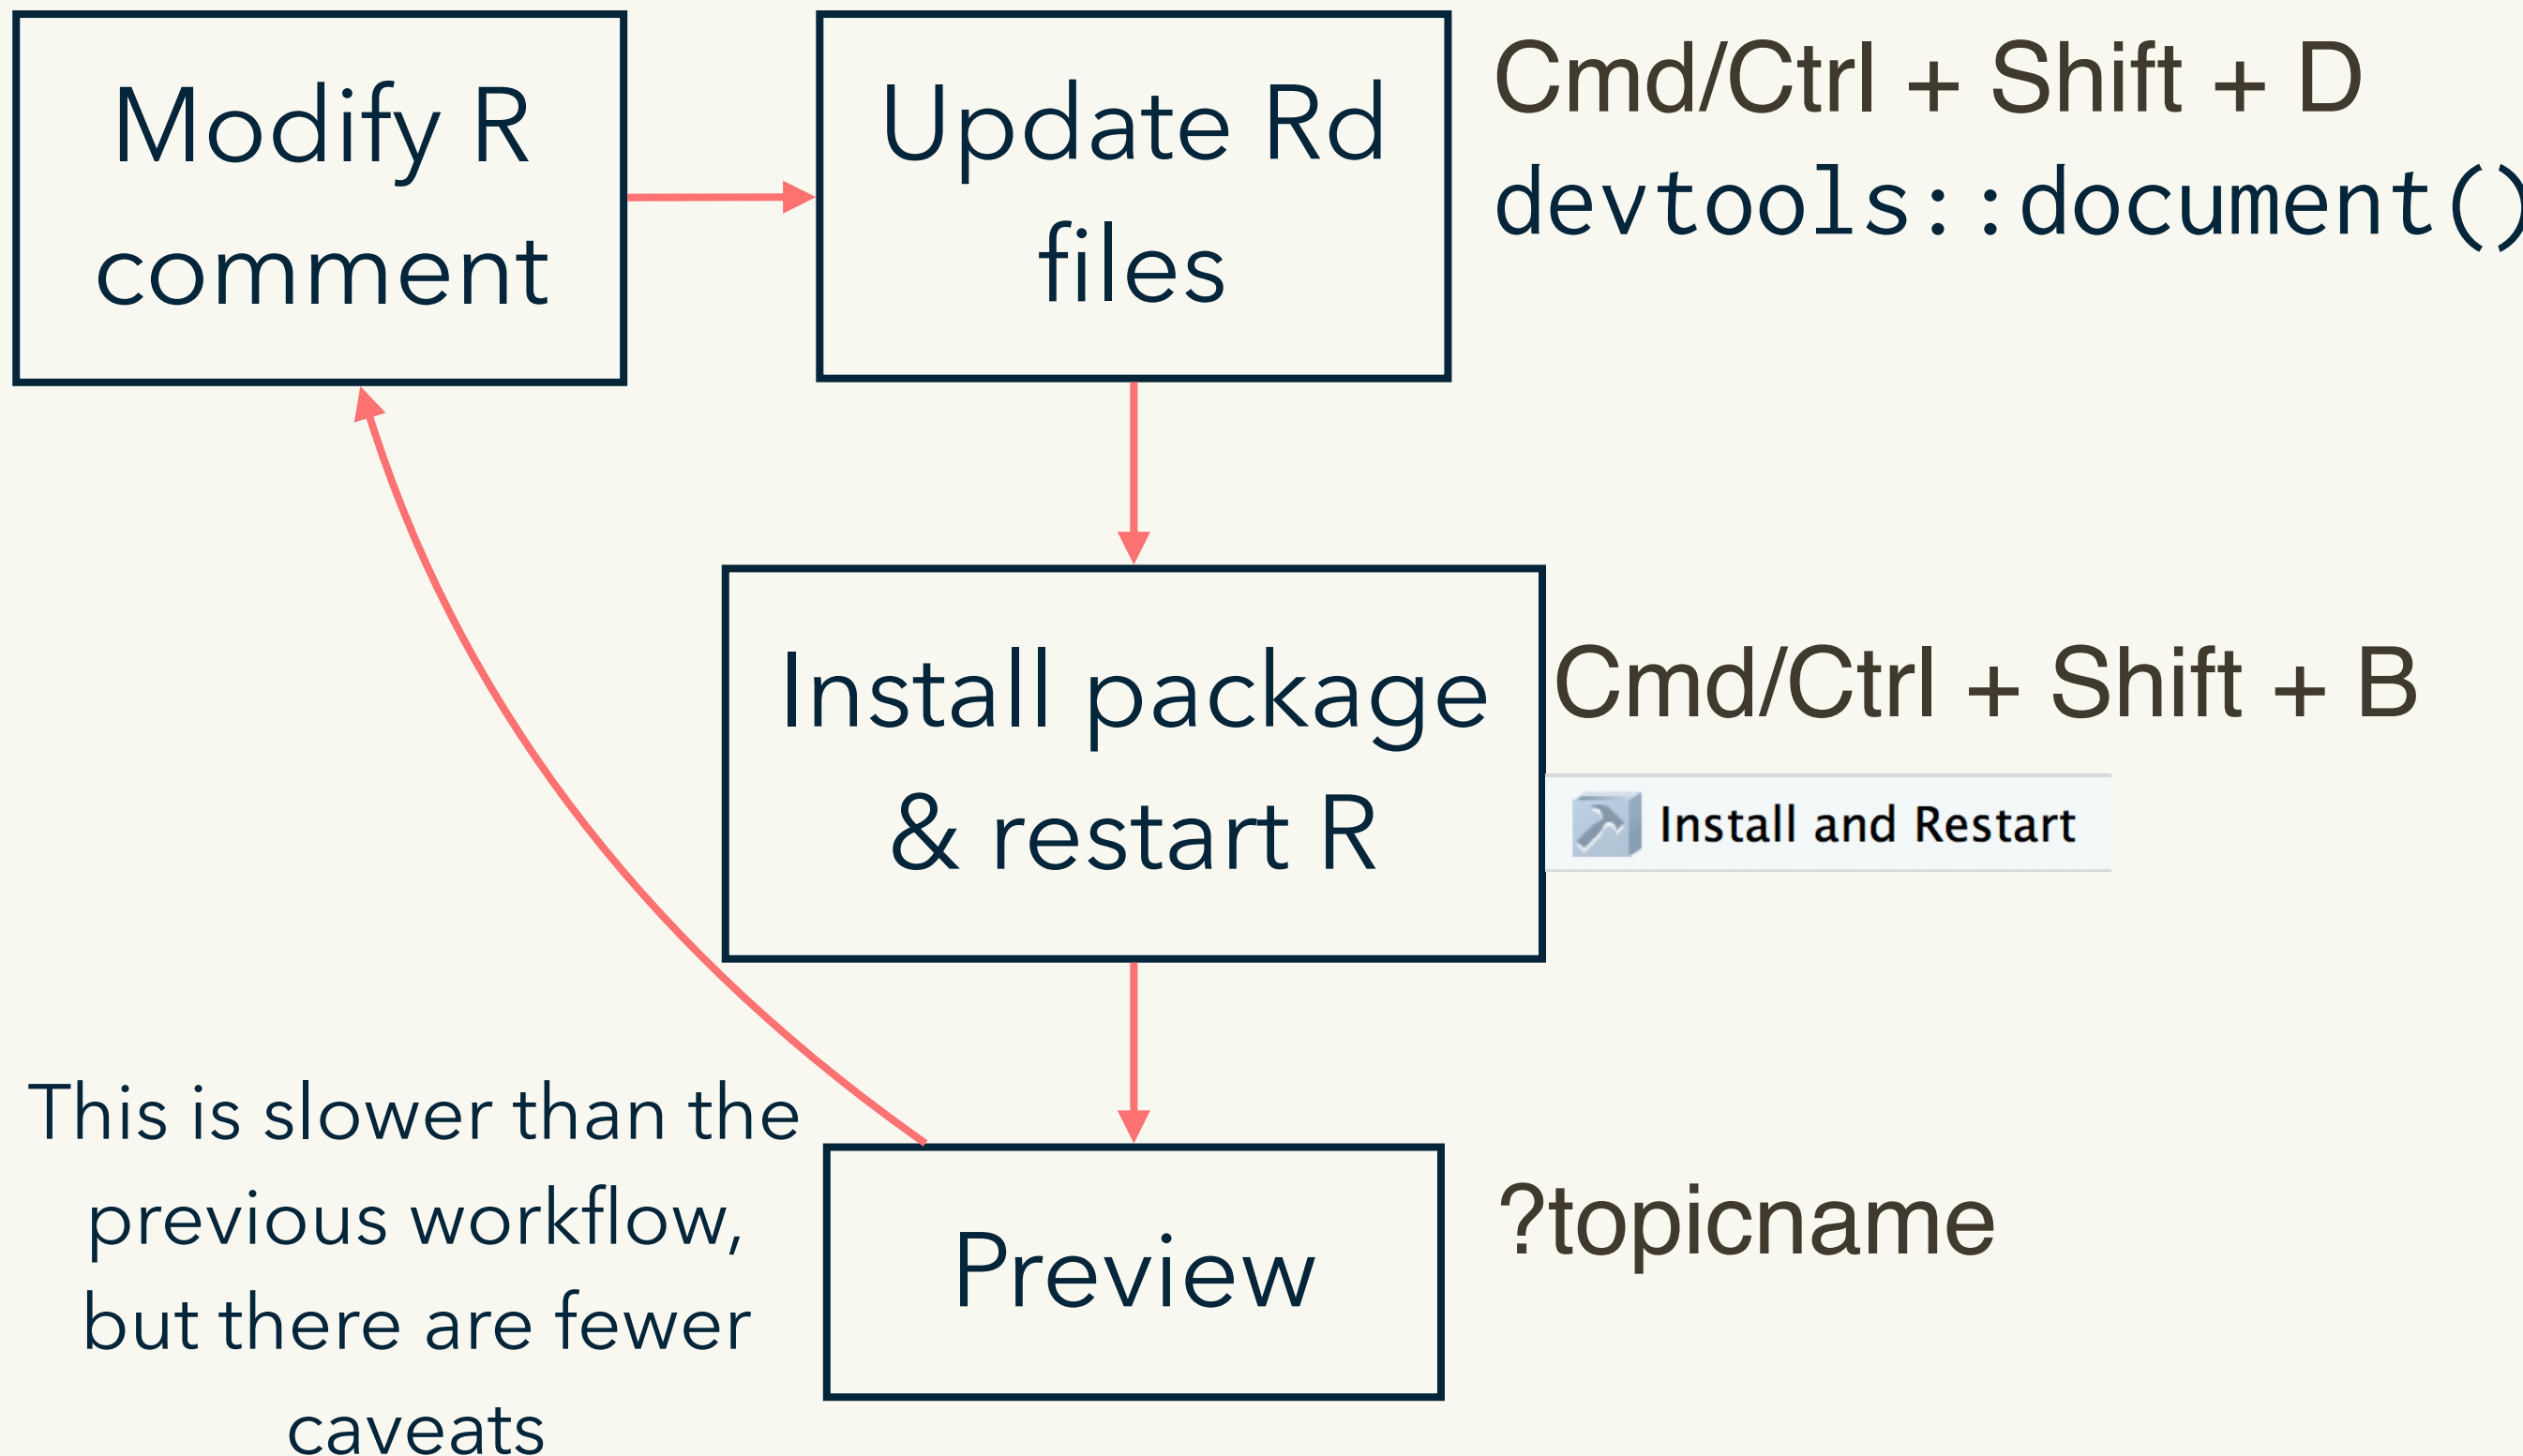 Modify R
comment
Update Rd
files
Cmd/Ctrl + Shift + D
devtools::document()
Install package
& restart R
Cmd/Ctrl + Shift + B
Install and Restart
This is slower than the
previous workflow,
but there are fewer
caveats
Preview
?topicname